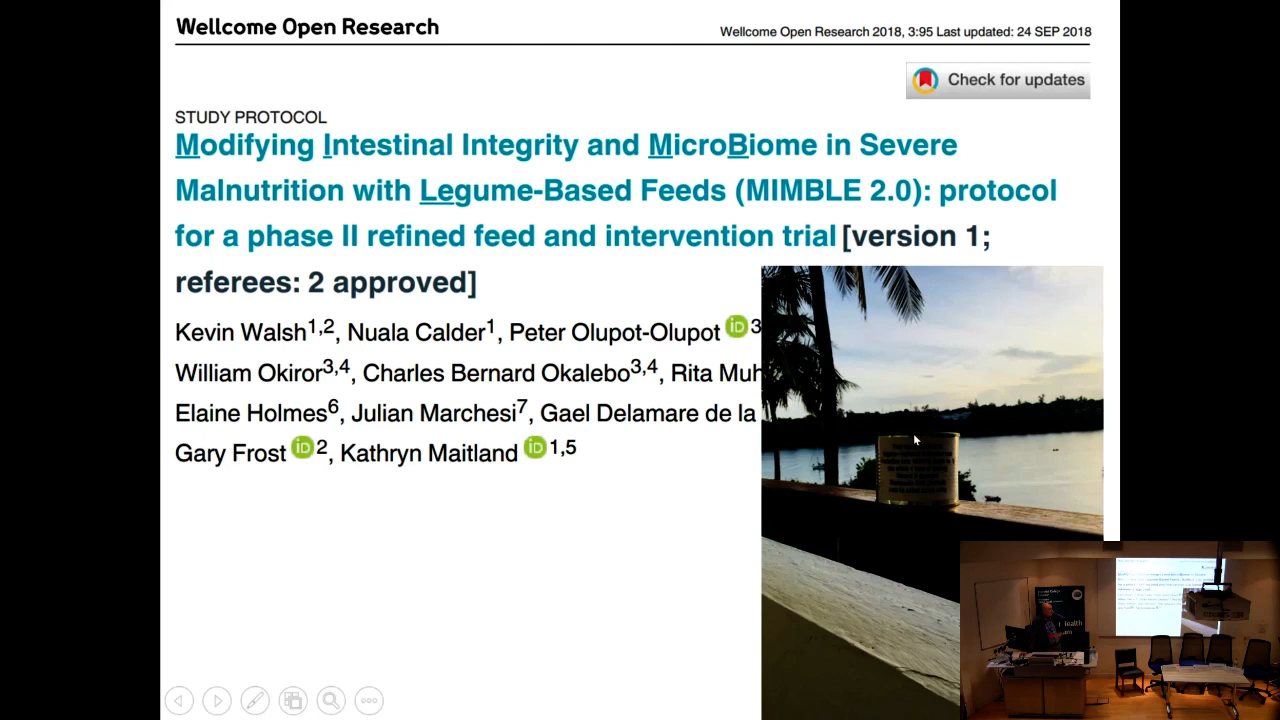 Wellcome Open Research
Wellcome Open Research 2018, 3:95 Last updated: 24 SEP 2018
Check for updates
STUDY PROTOCOL
Modifying Intestinal Integrity and MicroBiome in Severe
Malnutrition with Legume-Based Feeds (MIMBLE 2.0): protocol
for a phase II refined feed and intervention trial [version 1;
referees: 2 approved]
Kevin Walsh1,2, Nuala Calder1, Peter Olupot-Olupot iD 3
William Okiror3,4, Charles Bernard Okalebo3,4, Rita Muh
Elaine Holmes6, Julian Marchesi7, Gael Delamare de la
Gary Frost iD 2, Kathryn Maitland iD 1,5